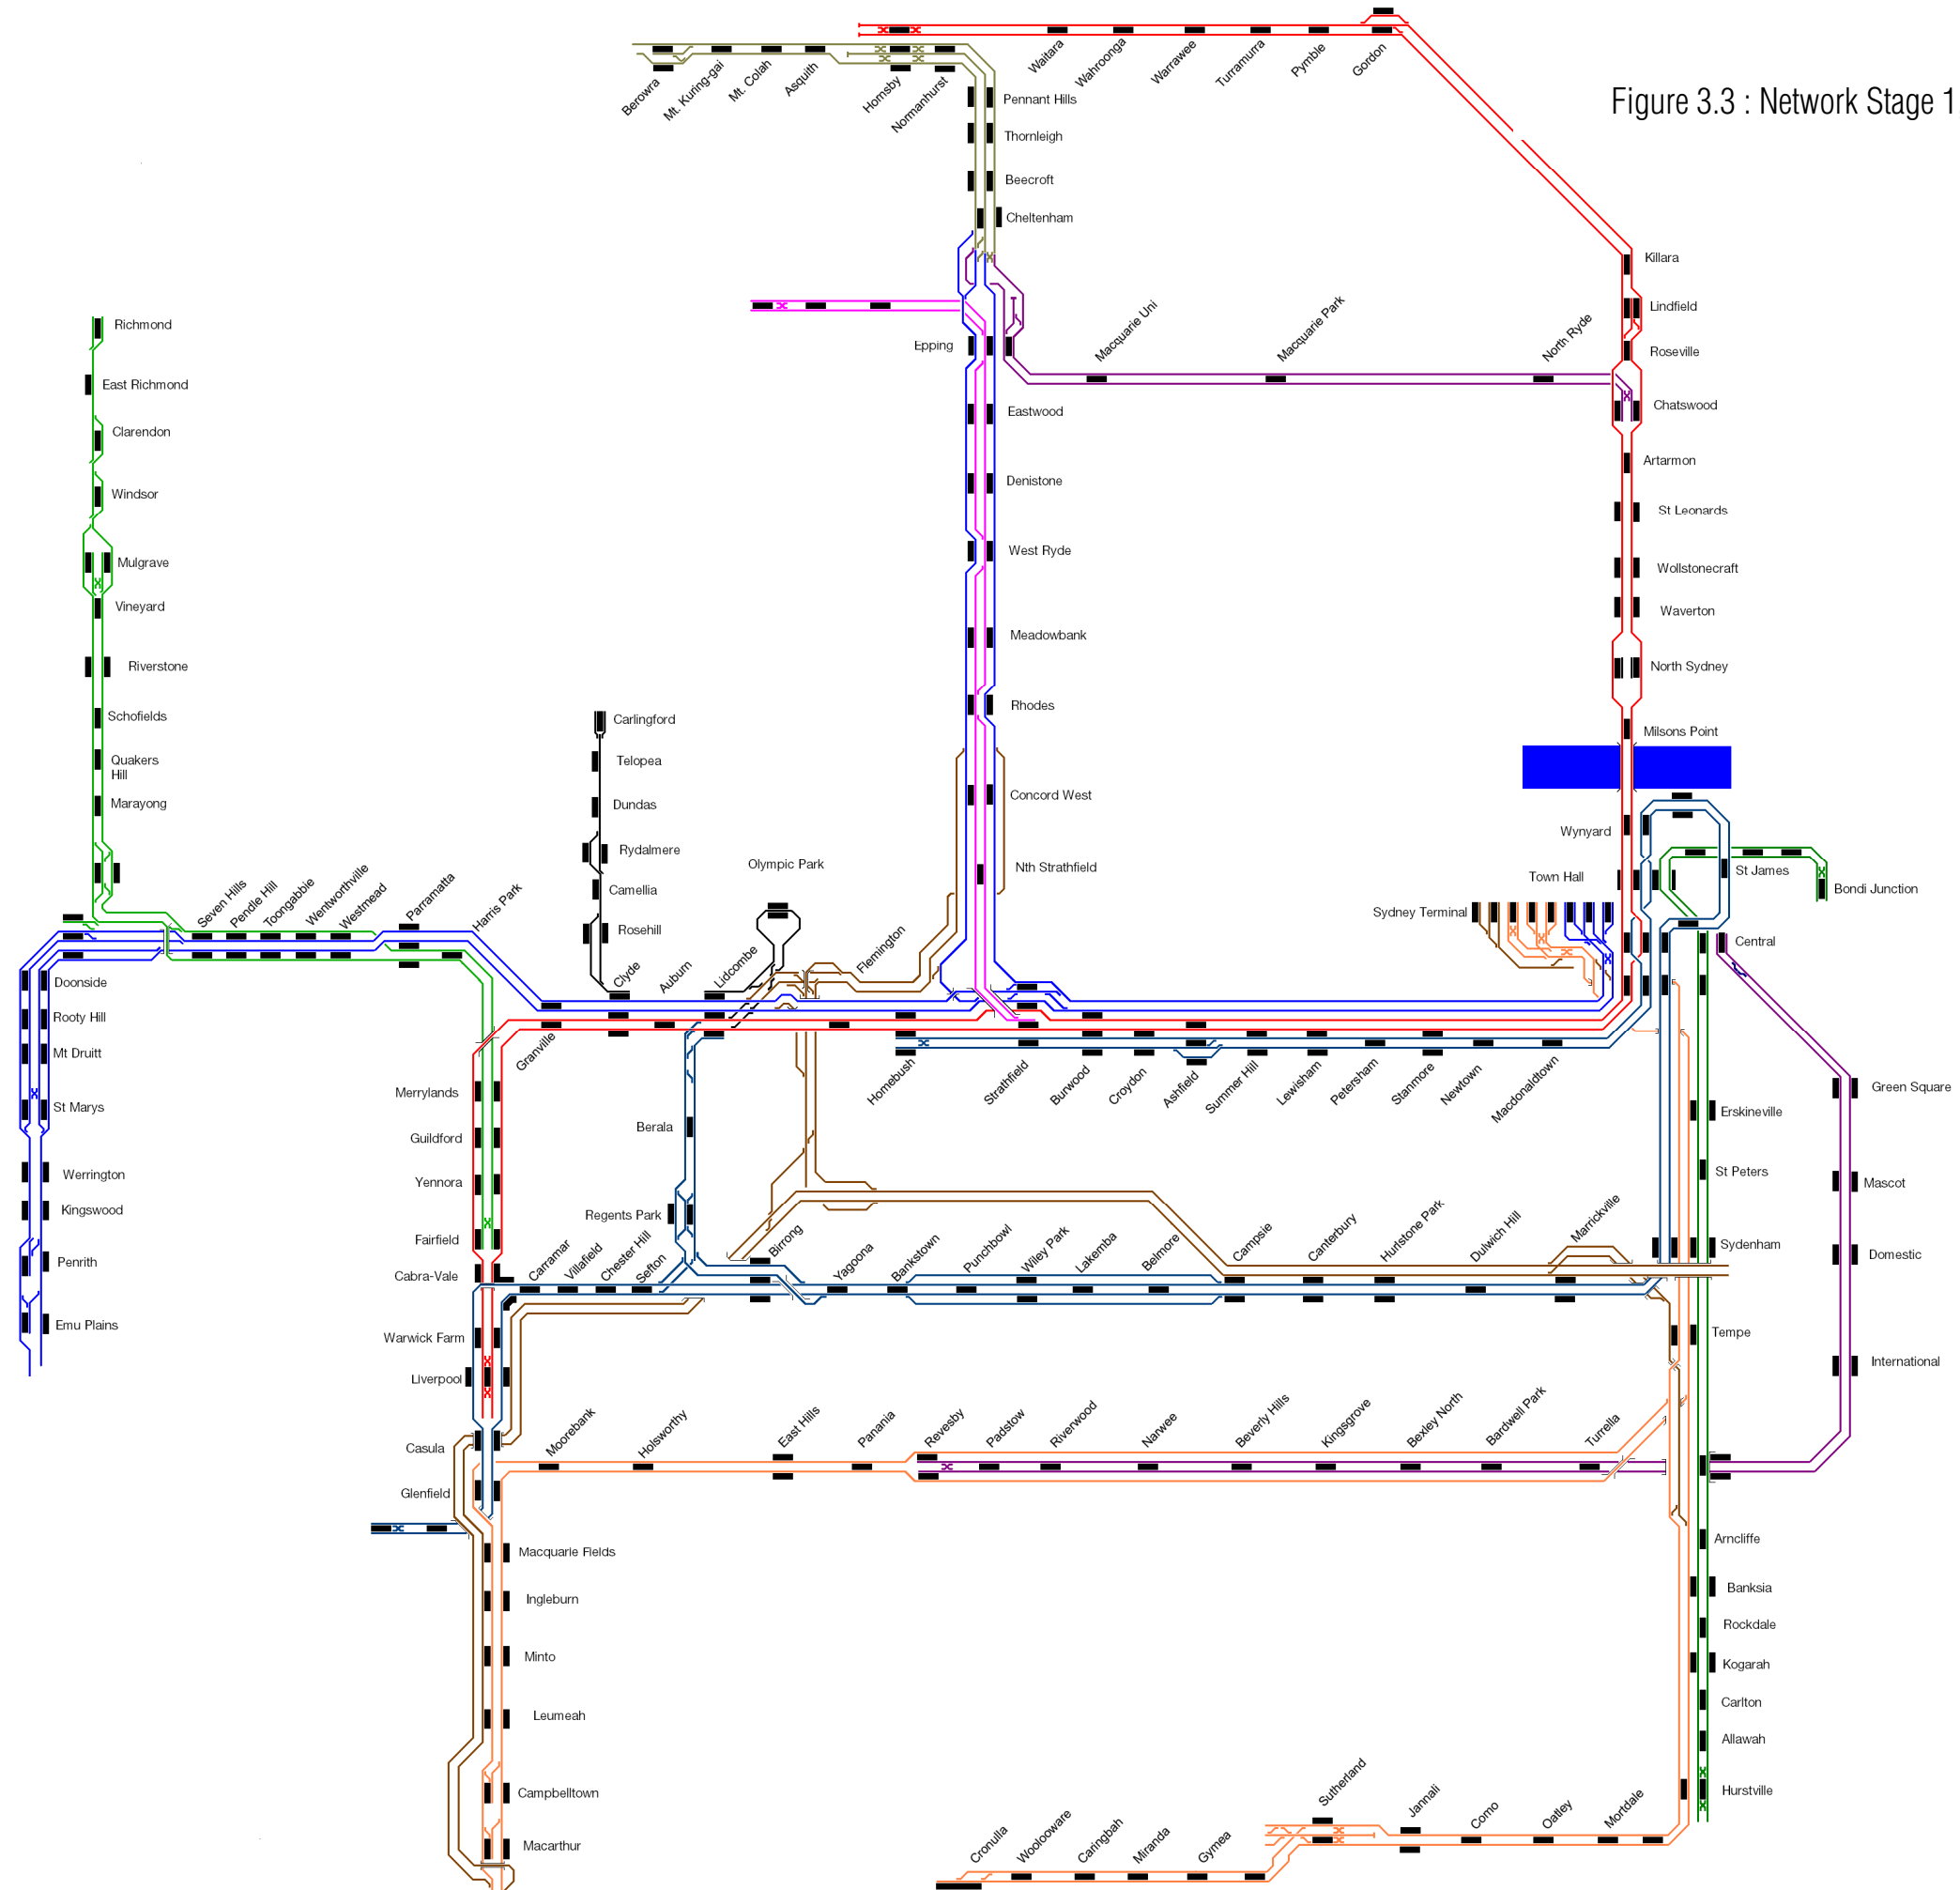 Figure 3.3 : Network Stage 1
Waitara
Wahroonga
Warrawee
Turramurra
Pymble
Gordon
Berowra
Mt. Kuring-gai
Mt. Colah
Asquith
Hornsby
Normanhurst
Pennant Hills
Thornleigh
Beecroft
Cheltenham
Killara
Lindfield
Roseville
Chatswood
Artarmon
St Leonards
Wollstonecraft
Waverton
North Sydney
Milsons Point
Wynyard
Town Hall
St James
Bondi Junction
Sydney Terminal
Central
Macquarie Uni
Macquarie Park
North Ryde
Epping
Eastwood
Denistone
West Ryde
Meadowbank
Rhodes
Concord West
Nth Strathfield
Richmond
East Richmond
Clarendon
Windsor
Mulgrave
Vineyard
Riverstone
Schofields
Quakers
Hill
Marayong
Seven Hills
Pendle Hill
Toongabbie
Wentworthville
Westmead
Parramatta
Harris Park
Carlingford
Telopea
Dundas
Rydalmere
Camellia
Rosehill
Clyde
Auburn
Lidcombe
Olympic Park
Flemington
Doonside
Rooty Hill
Mt Druitt
St Marys
Werrington
Kingswood
Penrith
Emu Plains
Granville
Homebush
Strathfield
Burwood
Croydon
Ashfield
Summer Hill
Lewisham
Petersham
Stanmore
Newtown
Macdonaldtown
Merrylands
Guildford
Yennora
Fairfield
Cabra-Vale
Warwick Farm
Liverpool
Casula
Glenfield
Berala
Regents Park
Carramar
Villafield
Chester Hill
Sefton
Birrong
Yagoona
Bankstown
Punchbowl
Wiley Park
Lakemba
Belmore
Campsie
Canterbury
Hurlstone Park
Dulwich Hill
Marrickville
Erskineville
St Peters
Sydenham
Tempe
Green Square
Mascot
Domestic
International
Moorebank
Holsworthy
East Hills
Panania
Revesby
Padstow
Riverwood
Narwee
Beverly Hills
Kingsgrove
Bexley North
Bardwell Park
Turrella
Macquarie Fields
Ingleburn
Minto
Leumeah
Campbelltown
Macarthur
Arncliffe
Banksia
Rockdale
Kogarah
Carlton
Allawah
Hurstville
Cronulla
Woolooware
Caringbah
Miranda
Gymea
Sutherland
Jannali
Como
Oatley
Mortdale